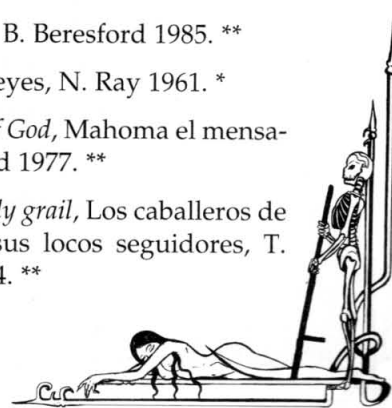 B. Beresford 1985. **
eyes, N. Ray 1961. *
f God, Mahoma el mensa-
d 1977. **
ly grail, Los caballeros de
sus locos seguidores, T.
4. **